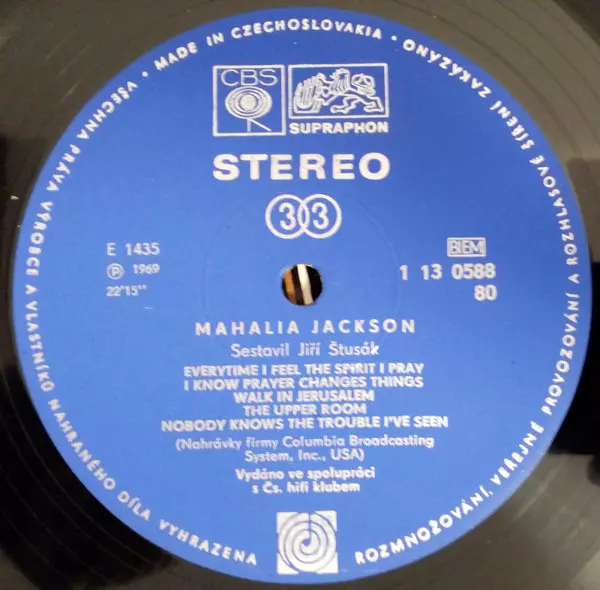 • MADE IN CZECHOSLOVAKIA •
VŠECHNA PRÁVA VÝROBCE A VLASTNÍKŮ NAHRANÉHO DÍLA VYHRAZENA
ROZMNOŽOVÁNÍ, VEŘEJNÉ PROVOZOVÁNÍ A ROZHLASOVÉ ŠÍŘENÍ ZAKÁZÁNO
CBS
SUPRAPHON
STEREO
33
E 1435
BIEM
Ⓟ 1969
1 13 0588
22'15"
80
MAHALIA JACKSON
Sestavil Jiří Štusák
EVERYTIME I FEEL THE SPIRIT I PRAY
I KNOW PRAYER CHANGES THINGS
WALK IN JERUSALEM
THE UPPER ROOM
NOBODY KNOWS THE TROUBLE I'VE SEEN
(Nahrávky firmy Columbia Broadcasting
System, Inc., USA)
Vydáno ve spolupráci
s Čs. hifi klubem